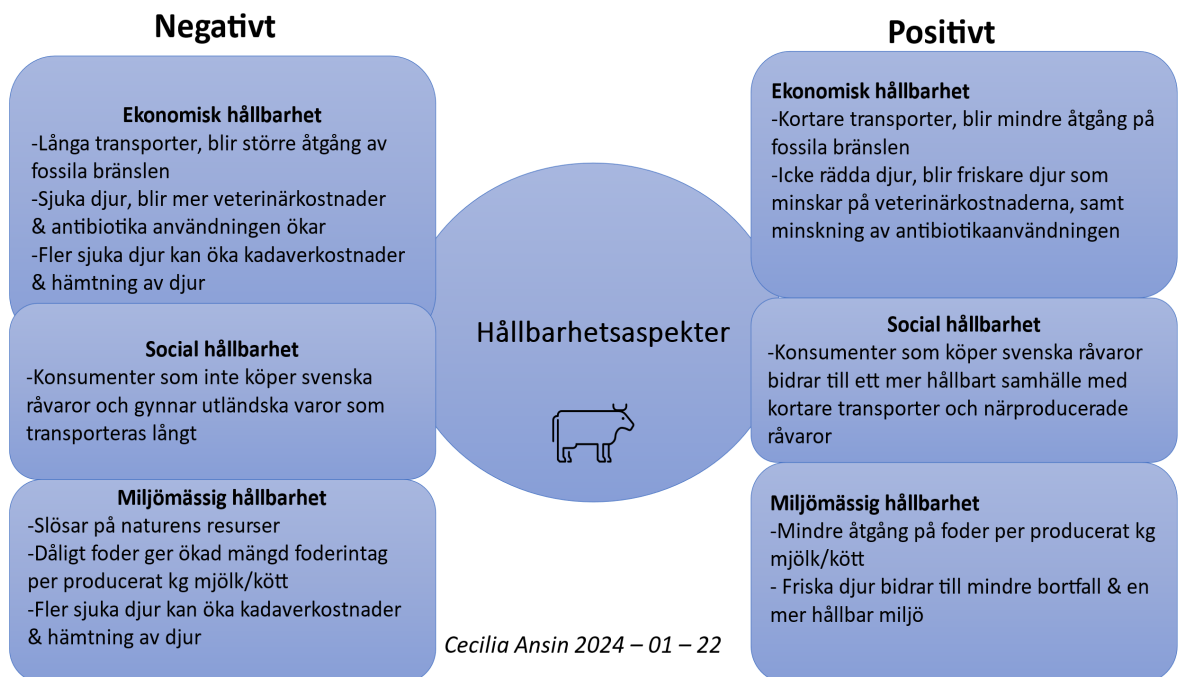 Negativt
Ekonomisk hållbarhet
-Långa transporter, blir större åtgång av
fossila bränslen
-Sjuka djur, blir mer veterinärkostnader
& antibiotika användningen ökar
-Fler sjuka djur kan öka kadaverkostnader
& hämtning av djur
Social hållbarhet
-Konsumenter som inte köper svenska
råvaror och gynnar utländska varor som
transporteras långt
Miljömässig hållbarhet
-Slösar på naturens resurser
-Dåligt foder ger ökad mängd foderintag
per producerat kg mjölk/kött
-Fler sjuka djur kan öka kadaverkostnader
& hämtning av djur
Hållbarhetsaspekter
Cecilia Ansin 2024 – 01 – 22
Positivt
Ekonomisk hållbarhet
-Kortare transporter, blir mindre åtgång på
fossila bränslen
-Icke rädda djur, blir friskare djur som
minskar på veterinärkostnaderna, samt
minskning av antibiotikaanvändningen
Social hållbarhet
-Konsumenter som köper svenska råvaror
bidrar till ett mer hållbart samhälle med
kortare transporter och närproducerade
råvaror
Miljömässig hållbarhet
-Mindre åtgång på foder per producerat kg
mjölk/kött
- Friska djur bidrar till mindre bortfall & en
mer hållbar miljö